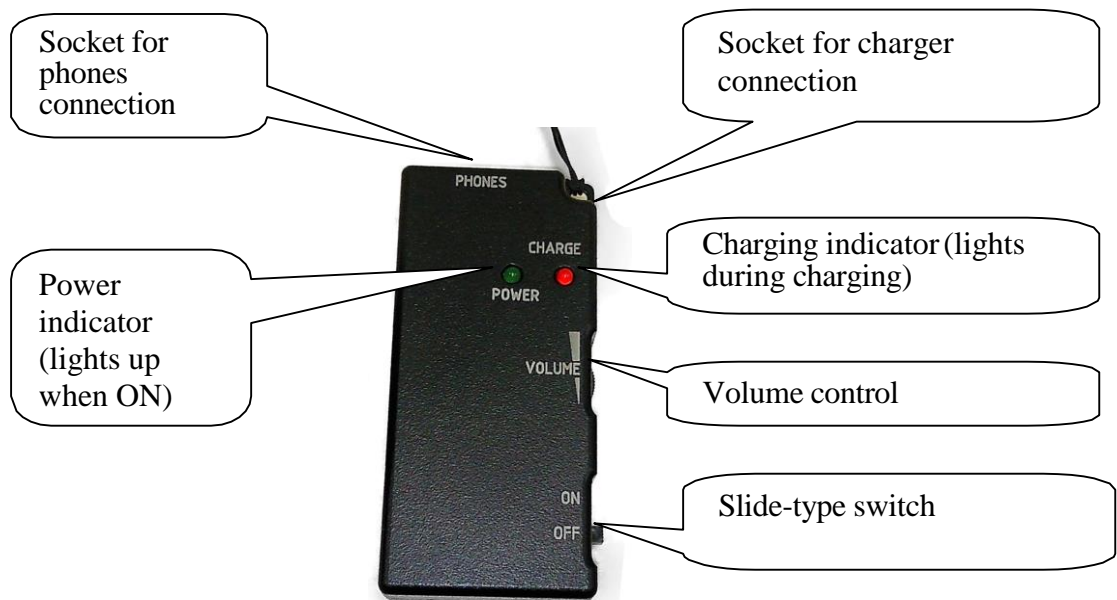 Socket for
phones
connection
Socket for charger
connection
PHONES
CHARGE
POWER
Charging indicator (lights
during charging)
Power
indicator
(lights up
when ON)
VOLUME
Volume control
ON
OFF
Slide-type switch